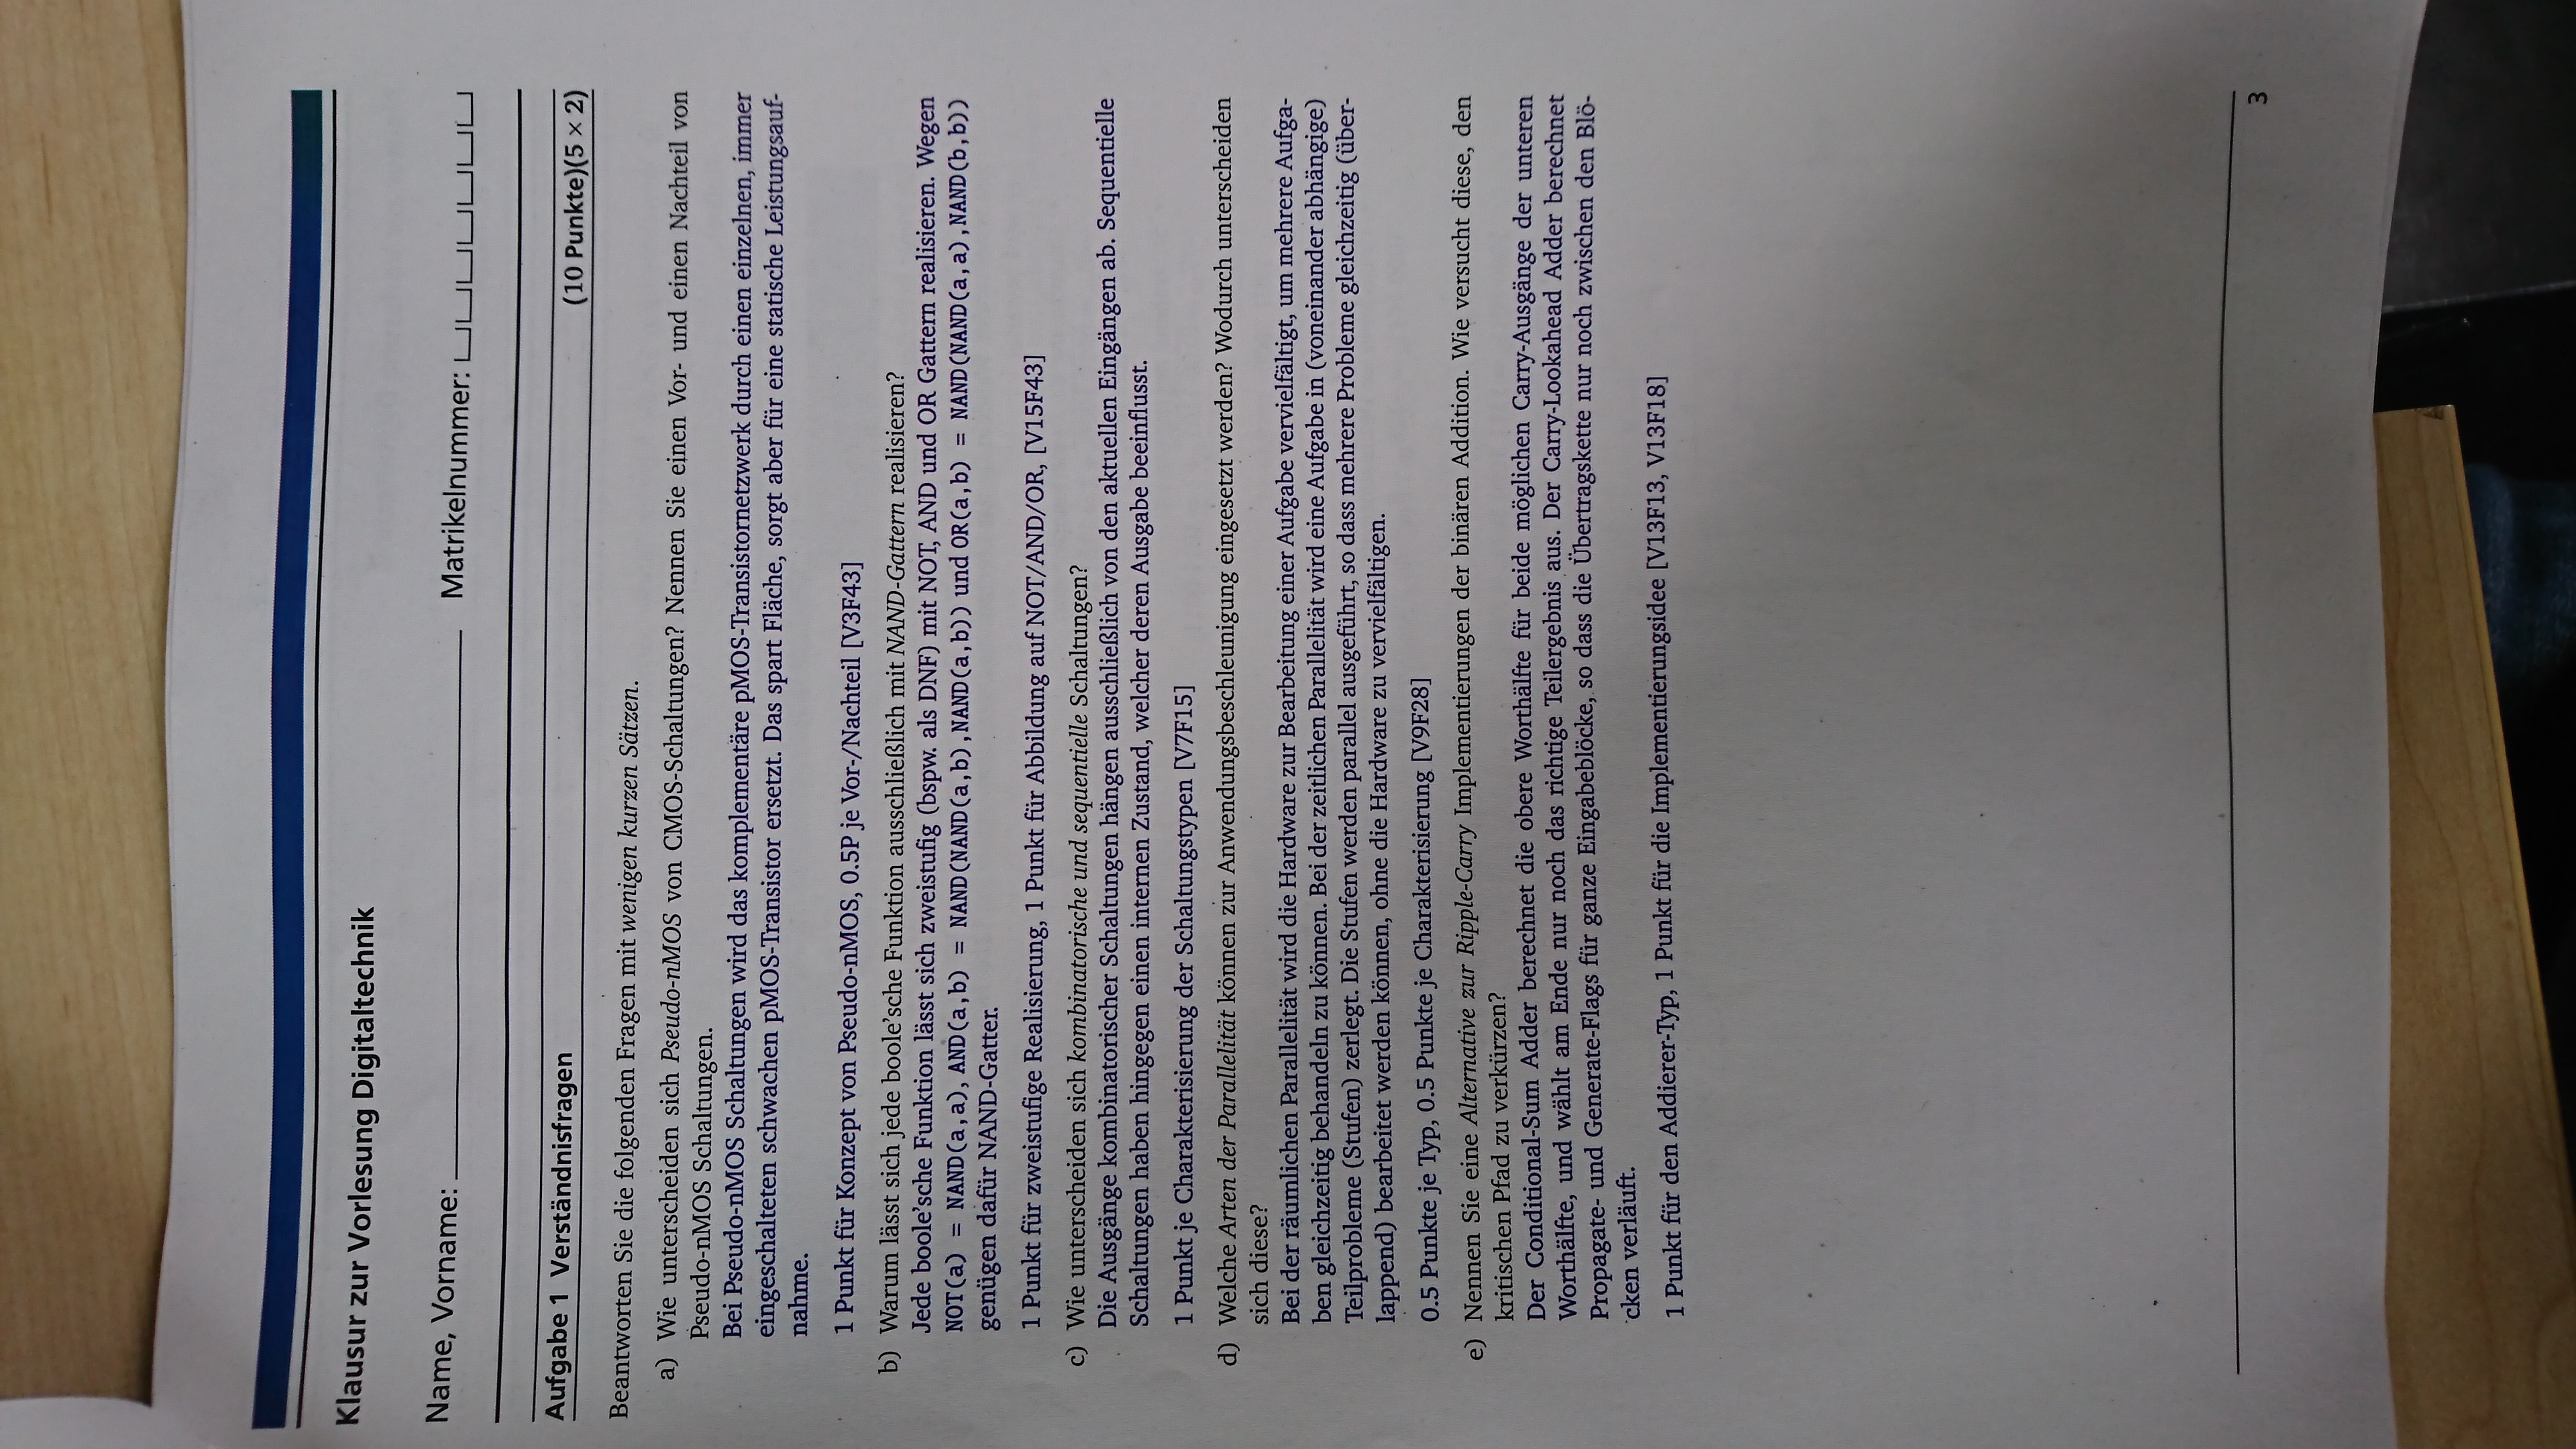 Klausur zur Vorlesung Digitaltechnik
Name, Vorname:
Matrikelnummer:
Aufgabe 1 Verständnisfragen
(10 Punkte)(5 × 2)
Beantworten Sie die folgenden Fragen mit wenigen kurzen Sätzen.
a) Wie unterscheiden sich Pseudo-nMOS von CMOS-Schaltungen? Nennen Sie einen Vor- und einen Nachteil von
Pseudo-nMOS Schaltungen.
Bei Pseudo-nMOS Schaltungen wird das komplementäre pMOS-Transistornetzwerk durch einen einzelnen, immer
eingeschalteten schwachen pMOS-Transistor ersetzt. Das spart Fläche, sorgt aber für eine statische Leistungsauf-
nahme.
1 Punkt für Konzept von Pseudo-nMOS, 0.5P je Vor-/Nachteil [V3F43]
b) Warum lässt sich jede boole'sche Funktion ausschließlich mit NAND-Gattern realisieren?
Jede boole'sche Funktion lässt sich zweistufig (bspw. als DNF) mit NOT, AND und OR Gattern realisieren. Wegen
NOT(a) = NAND(a,a), AND(a,b) = NAND(NAND(a,b),NAND(a,b)) und OR(a,b) = NAND(NAND(a,a),NAND(b,b))
genügen dafür NAND-Gatter.
1 Punkt für zweistufige Realisierung, 1 Punkt für Abbildung auf NOT/AND/OR, [V15F43]
c) Wie unterscheiden sich kombinatorische und sequentielle Schaltungen?
Die Ausgänge kombinatorischer Schaltungen hängen ausschließlich von den aktuellen Eingängen ab. Sequentielle
Schaltungen haben hingegen einen internen Zustand, welcher deren Ausgabe beeinflusst.
1 Punkt je Charakterisierung der Schaltungstypen [V7F15]
d) Welche Arten der Parallelität können zur Anwendungsbeschleunigung eingesetzt werden? Wodurch unterscheiden
sich diese?
Bei der räumlichen Parallelität wird die Hardware zur Bearbeitung einer Aufgabe vervielfältigt, um mehrere Aufga-
ben gleichzeitig behandeln zu können. Bei der zeitlichen Parallelität wird eine Aufgabe in (voneinander abhängige)
Teilprobleme (Stufen) zerlegt. Die Stufen werden parallel ausgeführt, so dass mehrere Probleme gleichzeitig (über-
lappend) bearbeitet werden können, ohne die Hardware zu vervielfältigen.
0.5 Punkte je Typ, 0.5 Punkte je Charakterisierung [V9F28]
e) Nennen Sie eine Alternative zur Ripple-Carry Implementierungen der binären Addition. Wie versucht diese, den
kritischen Pfad zu verkürzen?
Der Conditional-Sum Adder berechnet die obere Worthälfte für beide möglichen Carry-Ausgänge der unteren
Worthälfte, und wählt am Ende nur noch das richtige Teilergebnis aus. Der Carry-Lookahead Adder berechnet
Propagate- und Generate-Flags für ganze Eingabeblöcke, so dass die Übertragskette nur noch zwischen den Blö-
cken verläuft.
1 Punkt für den Addierer-Typ, 1 Punkt für die Implementierungsidee [V13F13, V13F18]
3